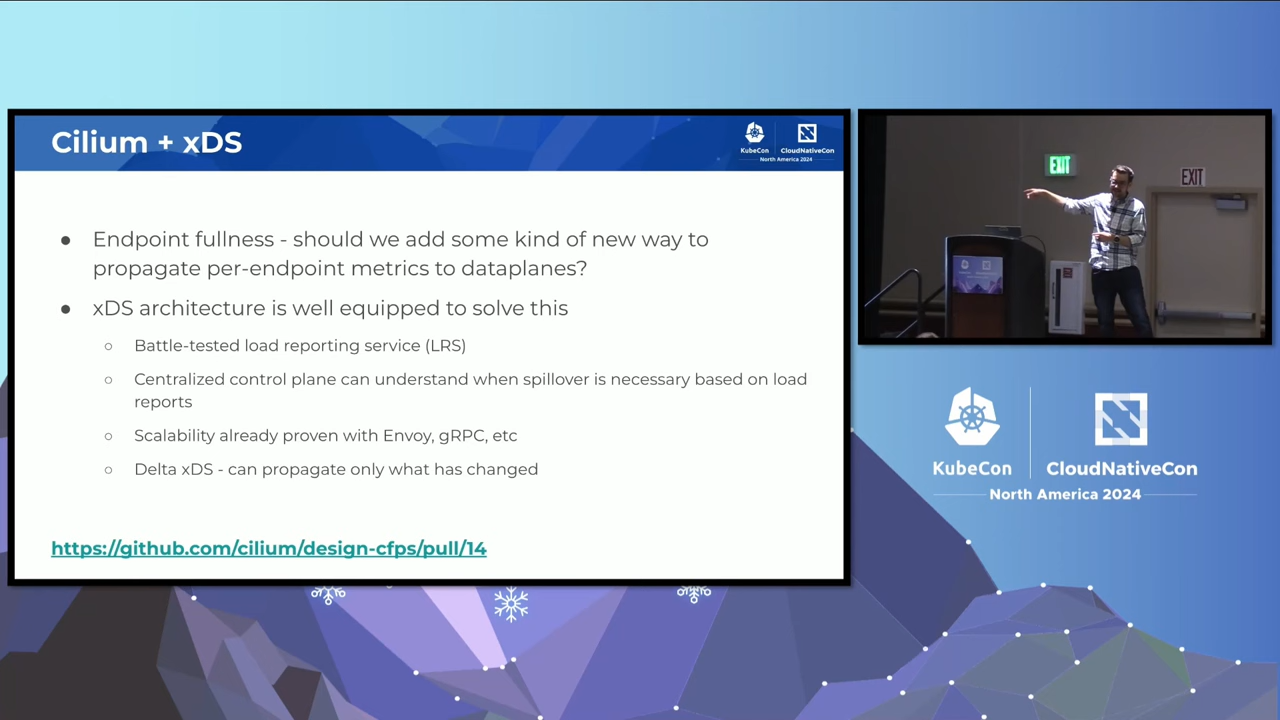 Cilium + xDS
KubeCon
CloudNativeCon
North America 2024
● Endpoint fullness - should we add some kind of new way to
propagate per-endpoint metrics to dataplanes?
● xDS architecture is well equipped to solve this
○ Battle-tested load reporting service (LRS)
○ Centralized control plane can understand when spillover is necessary based on load
reports
○ Scalability already proven with Envoy, gRPC, etc
○ Delta xDS - can propagate only what has changed
https://github.com/cilium/design-cfps/pull/14
EXIT
EXIT
KubeCon
CloudNativeCon
North America 2024